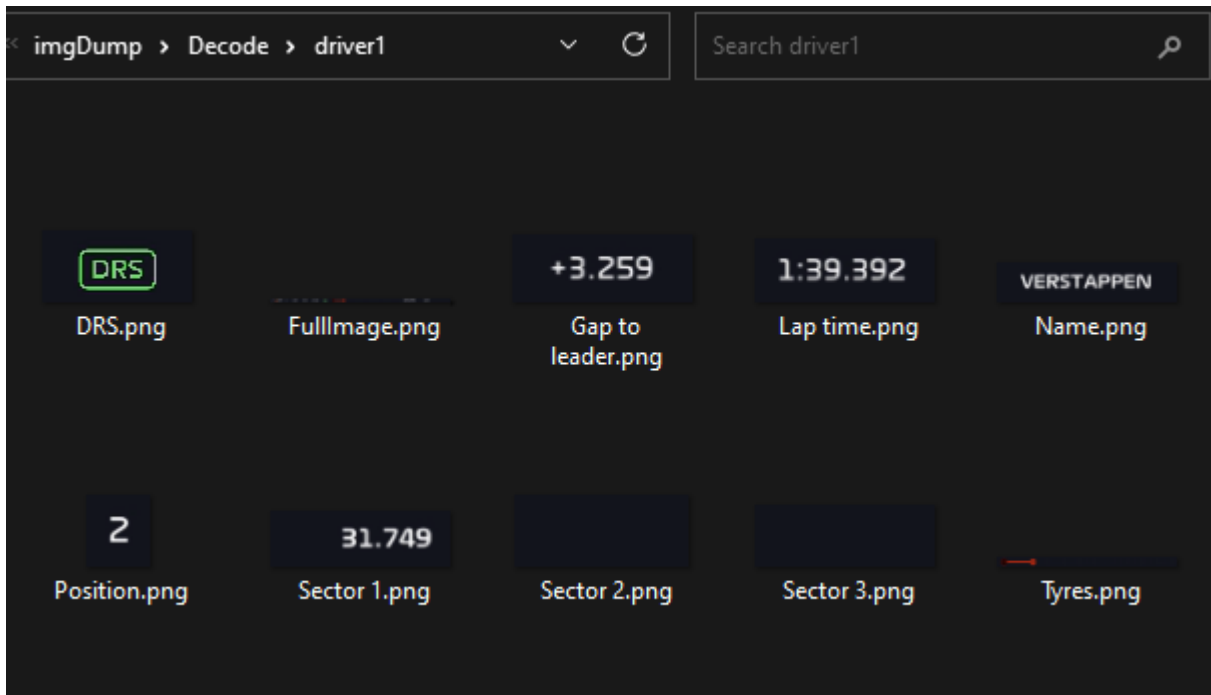 imgDump > Decode > driver1
Search driver1
DRS
+3.259
1:39.392
VERSTAPPEN
DRS.png
FullImage.png
Gap to
leader.png
Lap time.png
Name.png
2
31.749
Position.png
Sector 1.png
Sector 2.png
Sector 3.png
Tyres.png